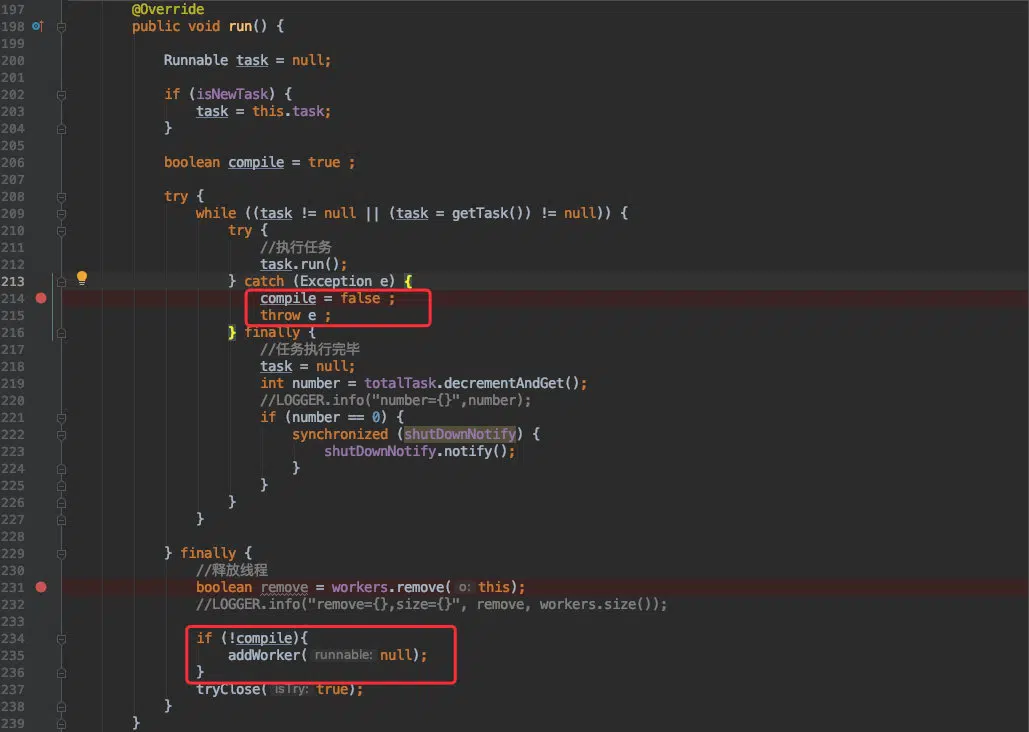 197 @Override
198 public void run() {
199
200 Runnable task = null;
201
202 if (isNewTask) {
203 task = this.task;
204 }
205
206 boolean compile = true ;
207
208 try {
209 while ((task != null || (task = getTask()) != null)) {
210 try {
211 //执行任务
212 task.run();
213 } catch (Exception e) {
214 compile = false ;
215 throw e ;
216 } finally {
217 //任务执行完毕
218 task = null;
219 int number = totalTask.decrementAndGet();
220 //LOGGER.info("number={}",number);
221 if (number == 0) {
222 synchronized (shutDownNotify) {
223 shutDownNotify.notify();
224 }
225 }
226 }
227 }
228
229 } finally {
230 //释放线程
231 boolean remove = workers.remove( o: this);
232 //LOGGER.info("remove={},size={}", remove, workers.size());
233
234 if (!compile){
235 addWorker( runnable: null);
236 }
237 tryClose( isTry: true);
238 }
239 }